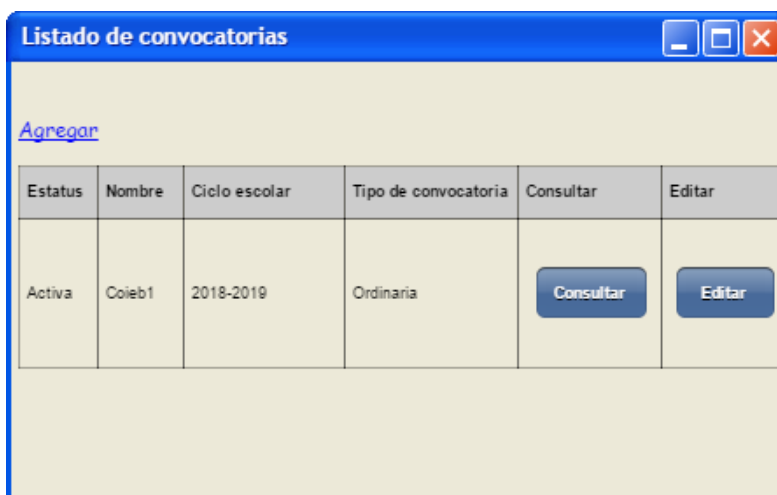 Listado de convocatorias
Agregar
Estatus Nombre Ciclo escolar Tipo de convocatoria Consultar Editar
Activa Coieb1 2018-2019 Ordinaria Consultar Editar